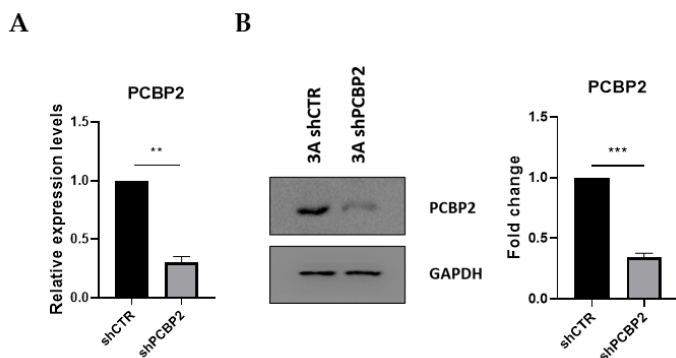 A
PCBP2
Relative expression levels
1.5
1.0
0.5
0.0
**
shCTR
shPCBP2
B
3A shCTR
3A shPCBP2
PCBP2
GAPDH
PCBP2
Fold change
1.5
1.0
0.5
0.0
***
shCTR
shPCBP2